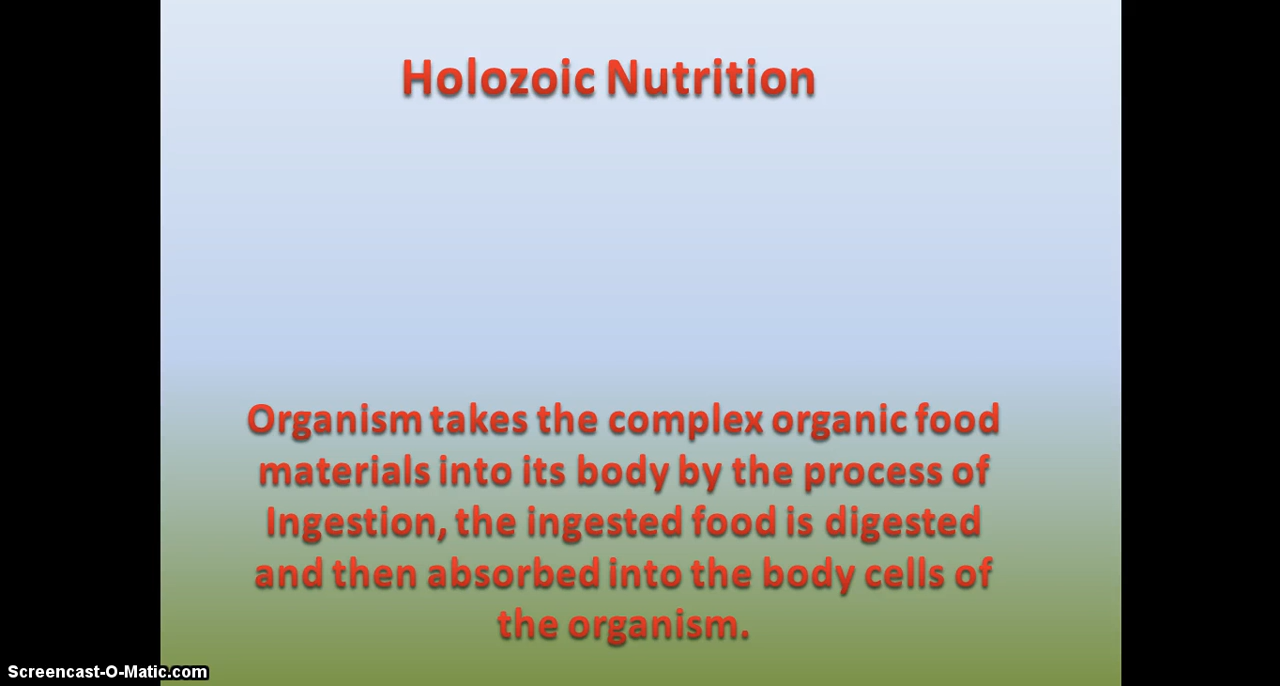 Holozoic Nutrition
Organism takes the complex organic food
materials into its body by the process of
Ingestion, the ingested food is digested
and then absorbed into the body cells of
the organism.
Screencast-O-Matic.com